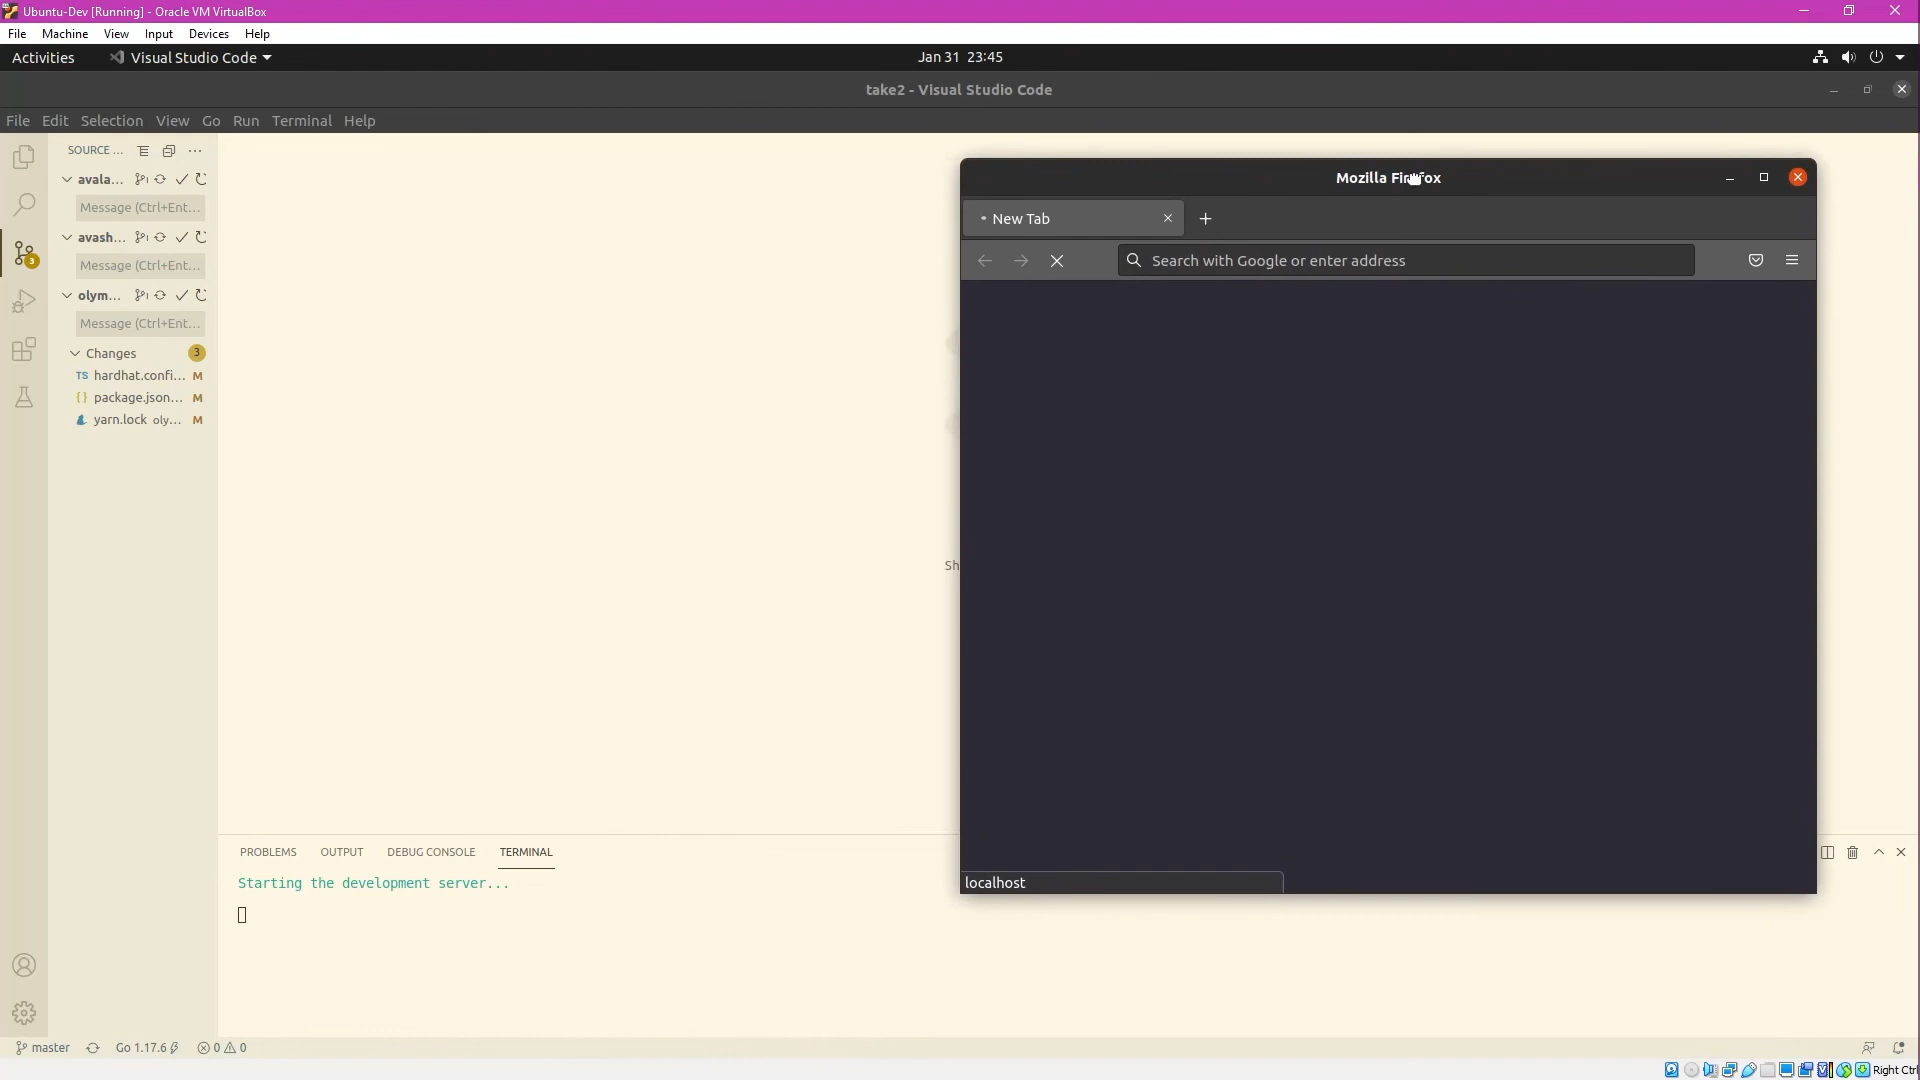 Ubuntu-Dev [Running] - Oracle VM VirtualBox
File Machine View Input Devices Help
Activities Visual Studio Code Jan 31 23:45
take2 - Visual Studio Code
File Edit Selection View Go Run Terminal Help
SOURCE ...
avala...
Message (Ctrl+Ent...
avash...
Message (Ctrl+Ent...
olym...
Message (Ctrl+Ent...
Changes 3
TS hardhat.confi... M
{} package.json... M
yarn.lock oly... M
3
Mozilla Firefox
New Tab
Search with Google or enter address
Sh
localhost
PROBLEMS OUTPUT DEBUG CONSOLE TERMINAL
Starting the development server...
master Go 1.17.6 0 0
Right Ctrl